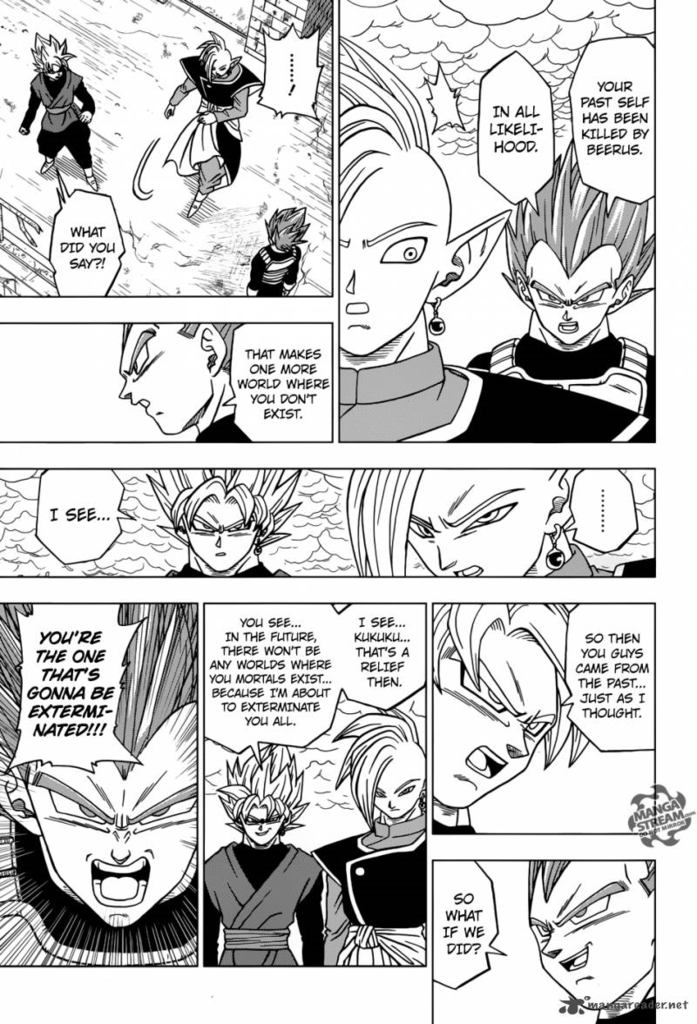 YOUR
PAST SELF
HAS BEEN
KILLED BY
BEERUS.
IN ALL
LIKELI-
HOOD.
.......
WHAT
DID YOU
SAY?!
THAT MAKES
ONE MORE
WORLD WHERE
YOU DON'T
EXIST.
.......
I SEE...
SO THEN
YOU GUYS
CAME FROM
THE PAST...
JUST AS I
THOUGHT.
SO
WHAT
IF WE
DID?
I SEE...
KUKUKU...
THAT'S A
RELIEF
THEN.
YOU SEE...
IN THE FUTURE,
THERE WON'T BE
ANY WORLDS WHERE
YOU MORTALS EXIST...
BECAUSE I'M ABOUT
TO EXTERMINATE
YOU ALL.
YOU'RE
THE ONE
THAT'S
GONNA BE
EXTERMI-
NATED!!!
MANGA
STREAM
.COM
DO NOT MIRROR
mangareader.net